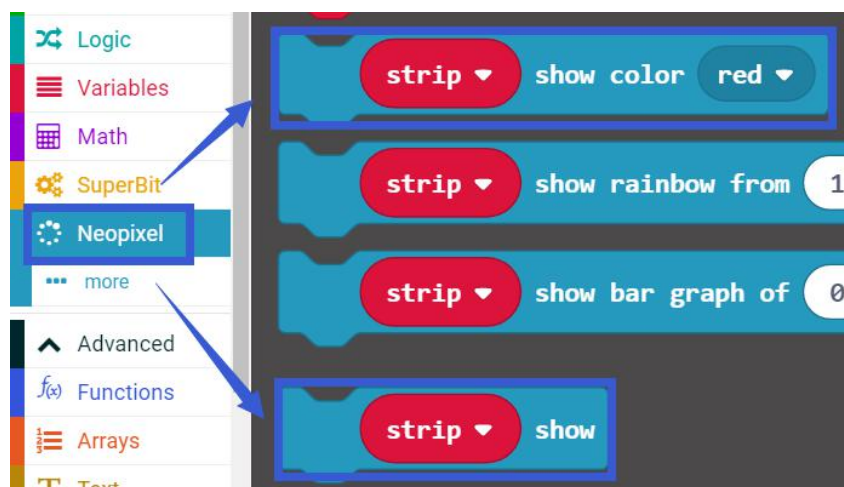 Logic
Variables
Math
SuperBit
Neopixel
more
Advanced
f(x) Functions
Arrays
strip show color red
strip show rainbow from 1
strip show bar graph of 0
strip show